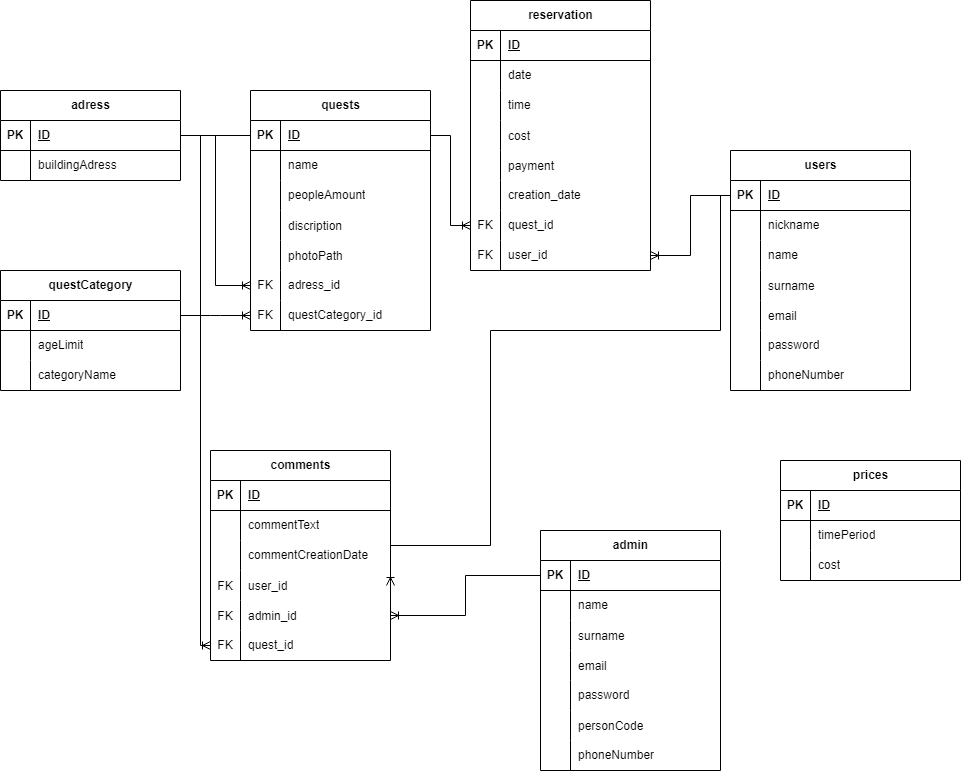 reservation
PK ID
date
time
cost
payment
creation_date
FK quest_id
FK user_id
adress
PK ID
buildingAdress
quests
PK ID
name
peopleAmount
discription
photoPath
FK adress_id
FK questCategory_id
users
PK ID
nickname
name
surname
email
password
phoneNumber
questCategory
PK ID
ageLimit
categoryName
comments
PK ID
commentText
commentCreationDate
FK user_id
FK admin_id
FK quest_id
admin
PK ID
name
surname
email
password
personCode
phoneNumber
prices
PK ID
timePeriod
cost